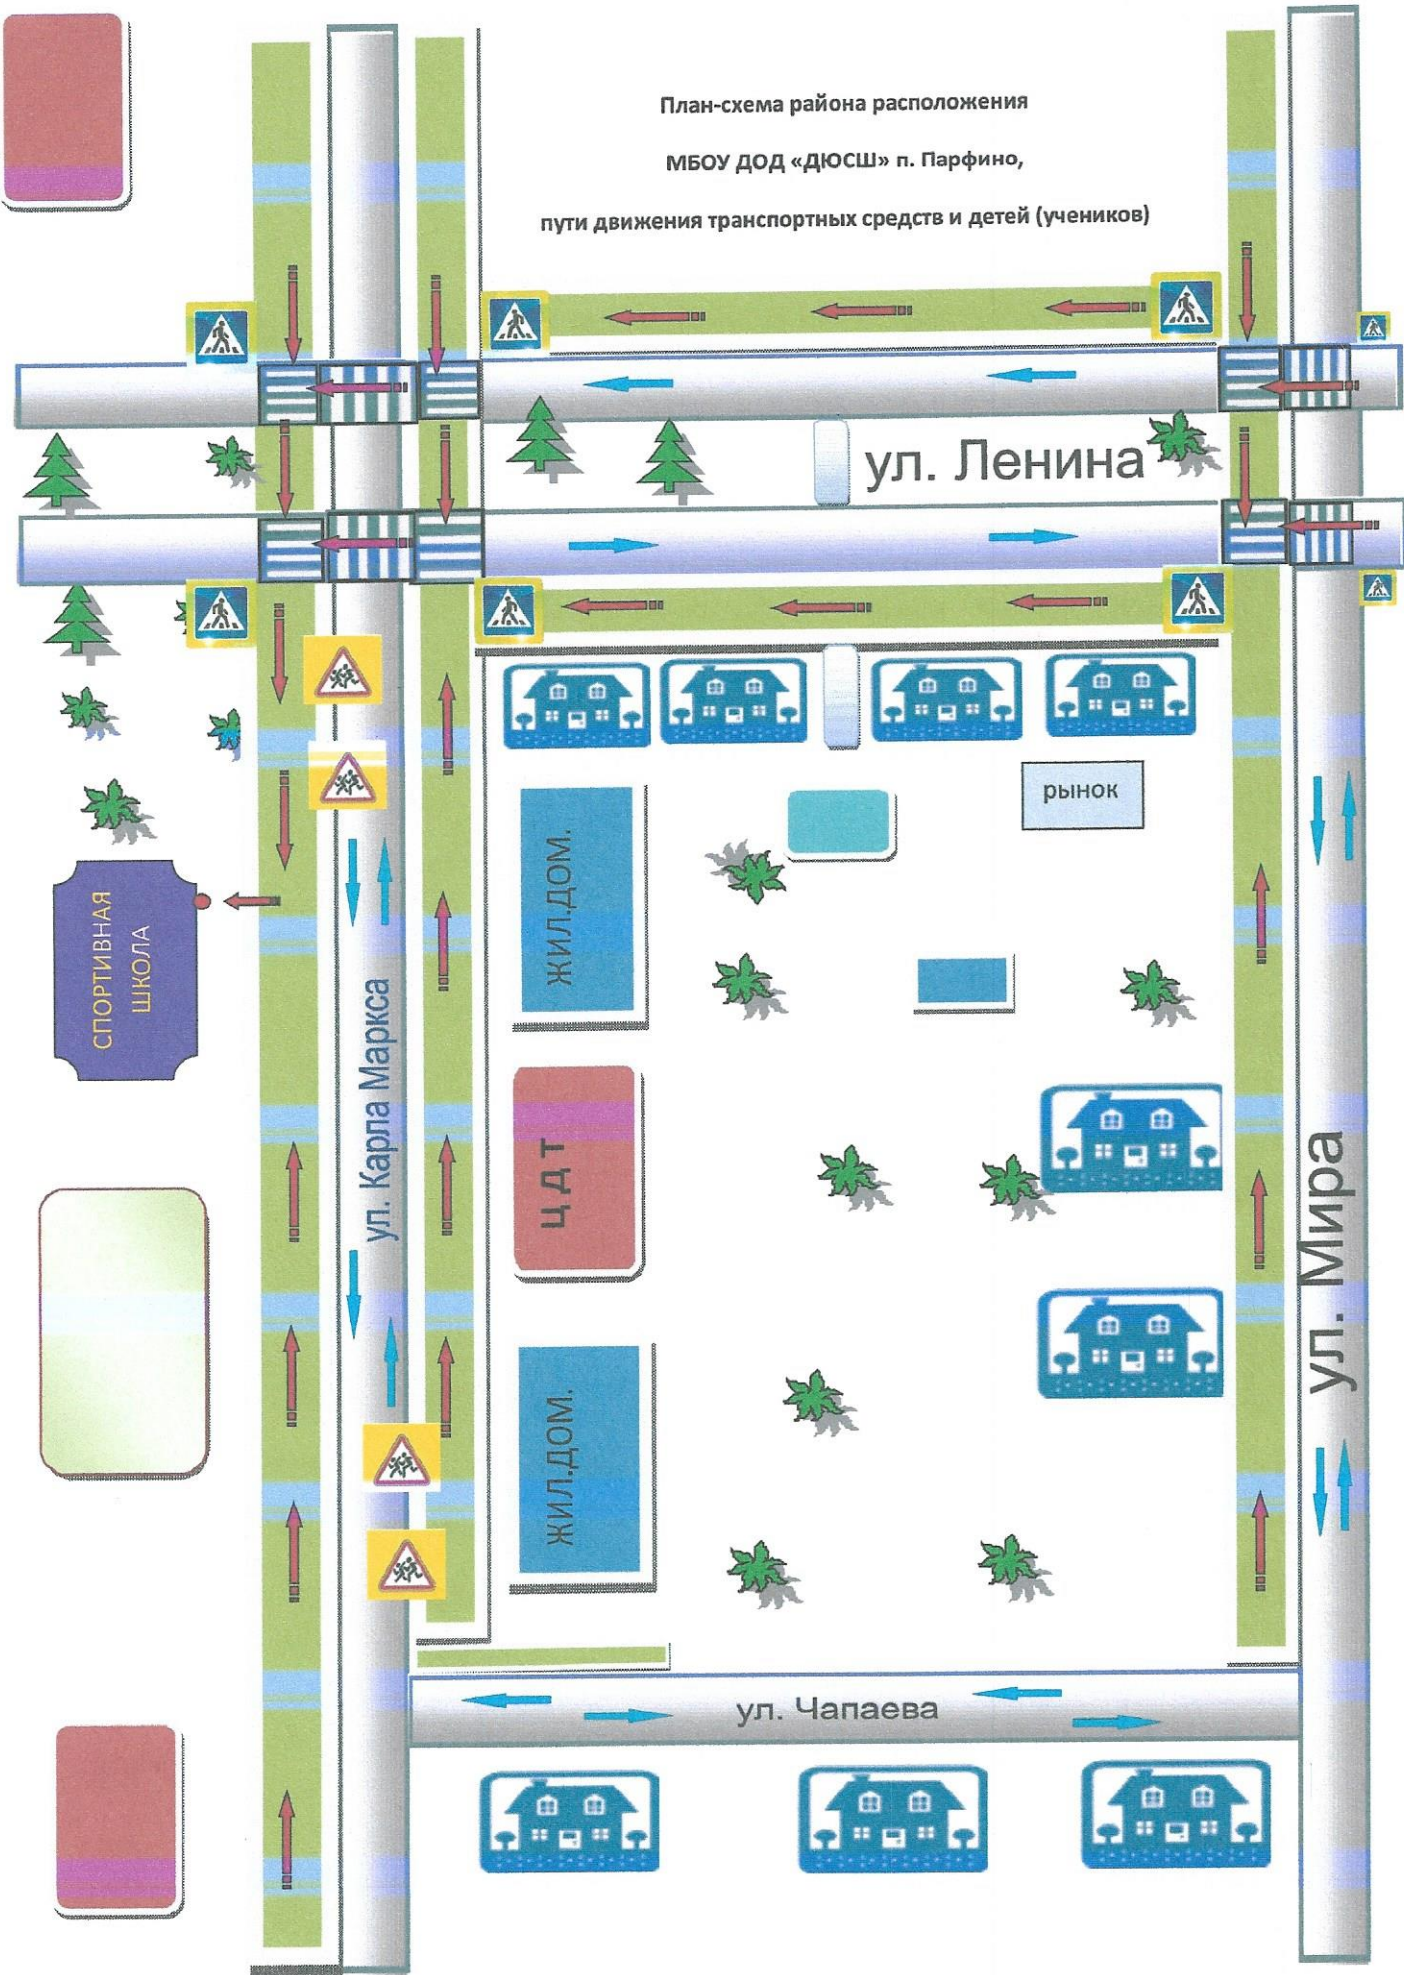 План-схема района расположения
МБОУ ДОД «ДЮСШ» п. Парфино,
пути движения транспортных средств и детей (учеников)
ул. Ленина
рынок
ЖИЛ.ДОМ.
СПОРТИВНАЯ
ШКОЛА
ул. Карла Маркса
Ц Д Т
ул. Мира
ЖИЛ.ДОМ.
ул. Чапаева